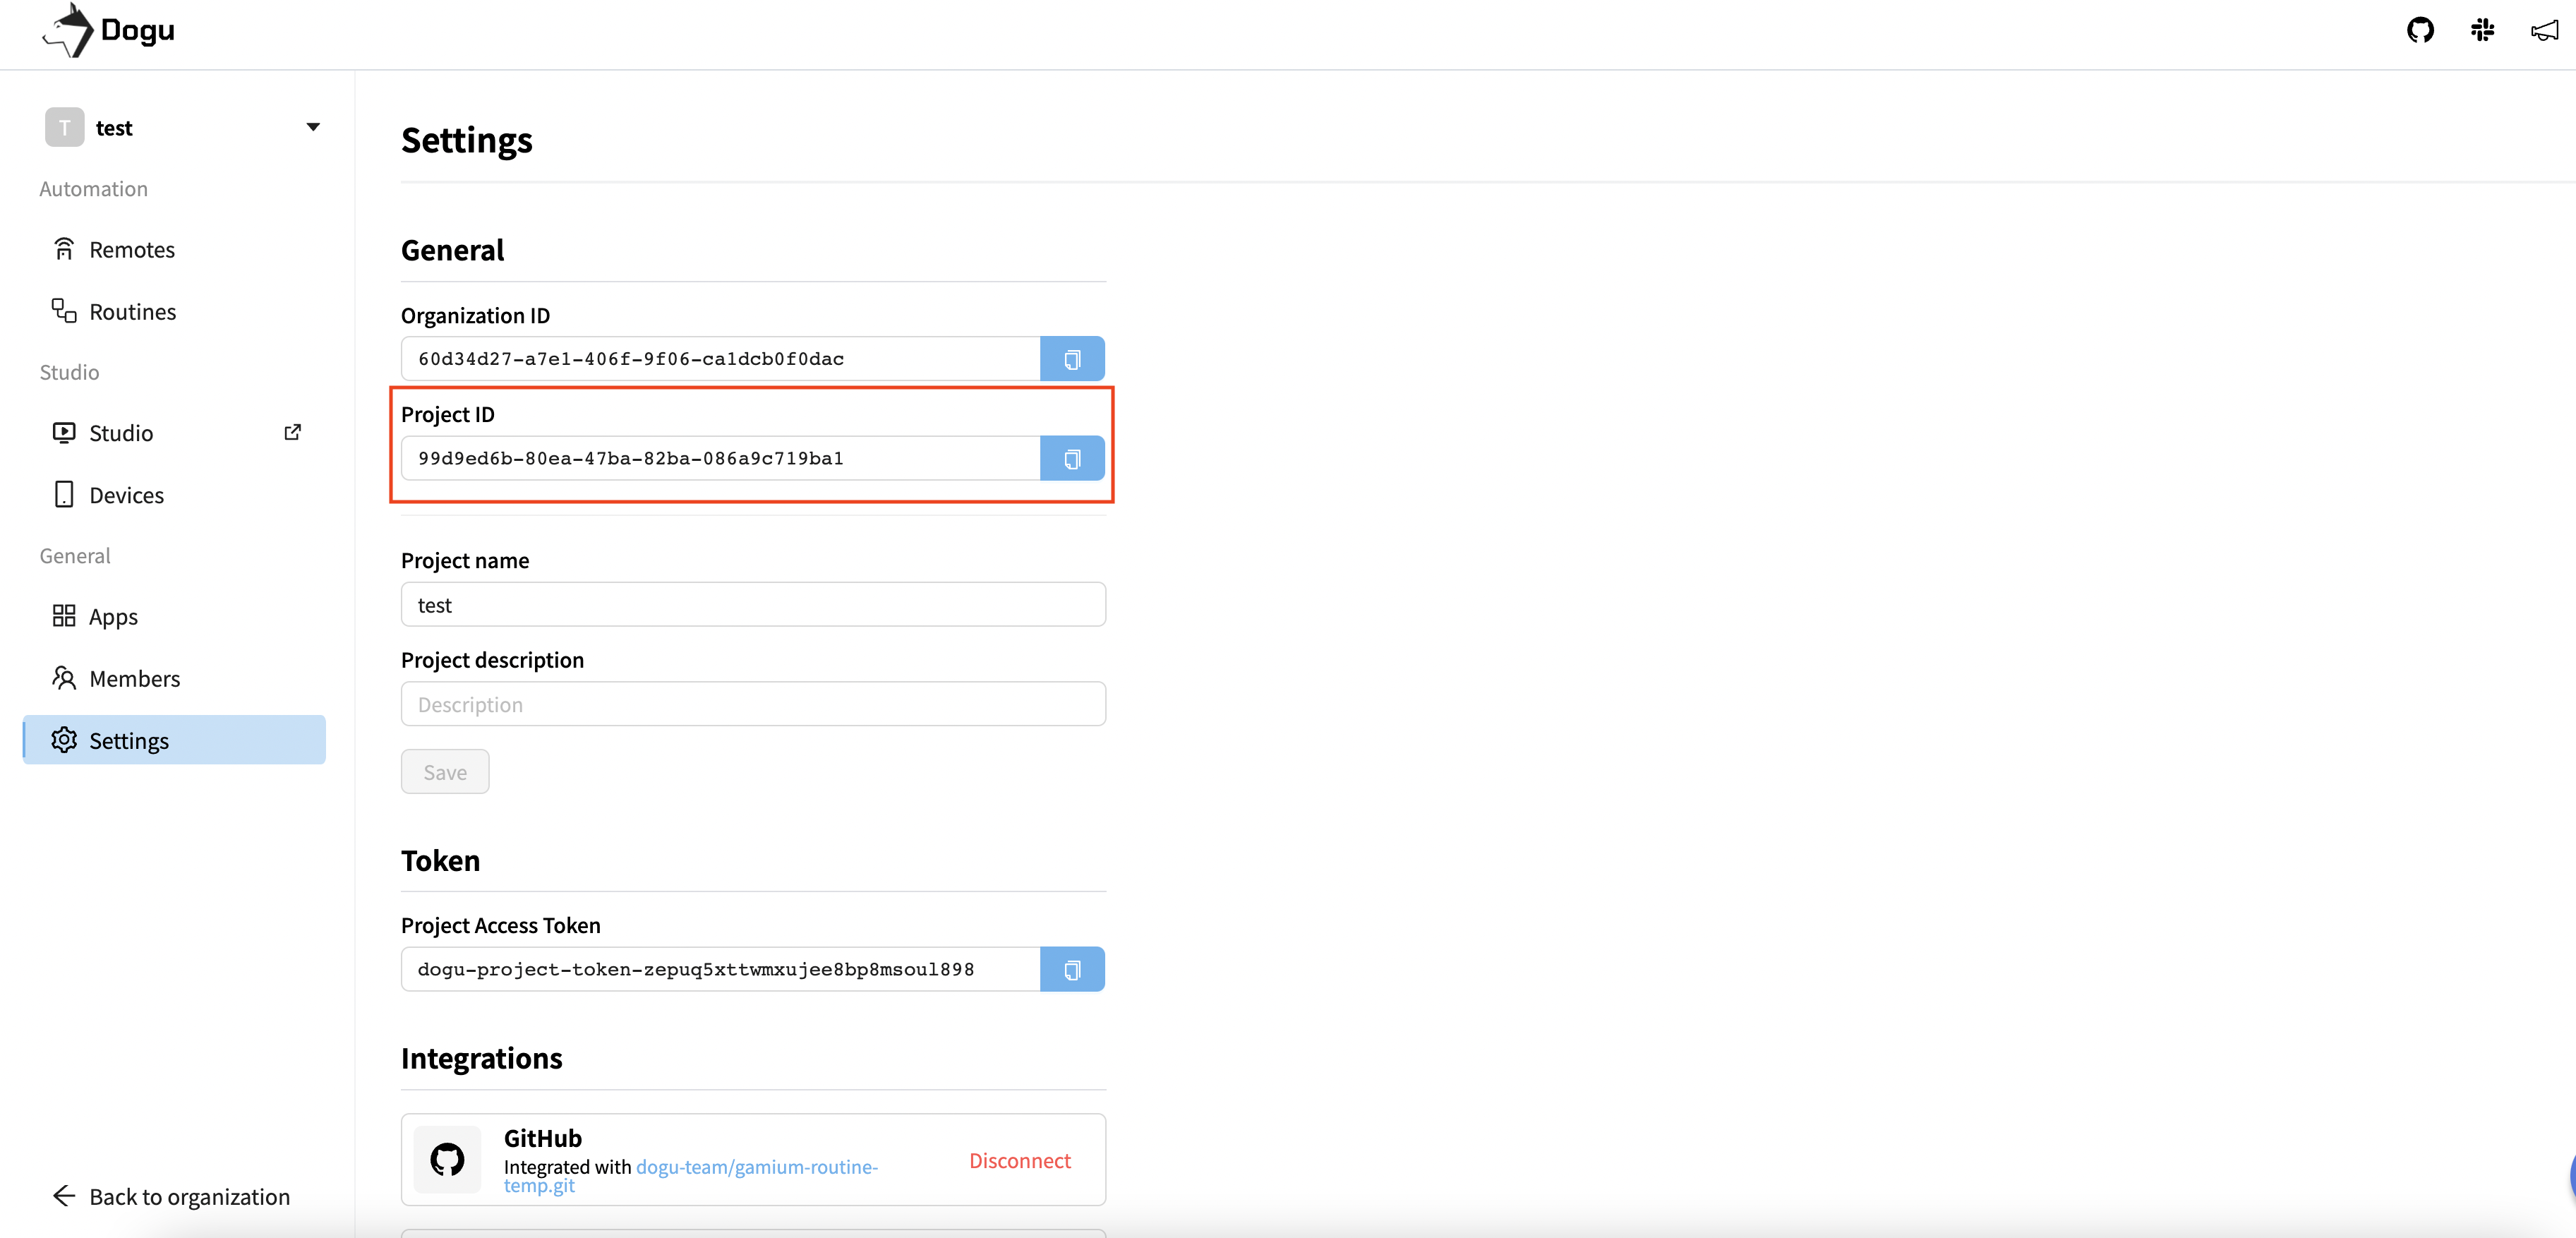 Dogu
T test
Automation
Remotes
Routines
Studio
Studio
Devices
General
Apps
Members
Settings
Back to organization
Settings
General
Organization ID
60d34d27-a7e1-406f-9f06-ca1dcb0f0dac
Project ID
99d9ed6b-80ea-47ba-82ba-086a9c719ba1
Project name
test
Project description
Description
Save
Token
Project Access Token
dogu-project-token-zepuq5xttwmxujee8bp8msoul898
Integrations
GitHub
Integrated with dogu-team/gamium-routine-
temp.git
Disconnect